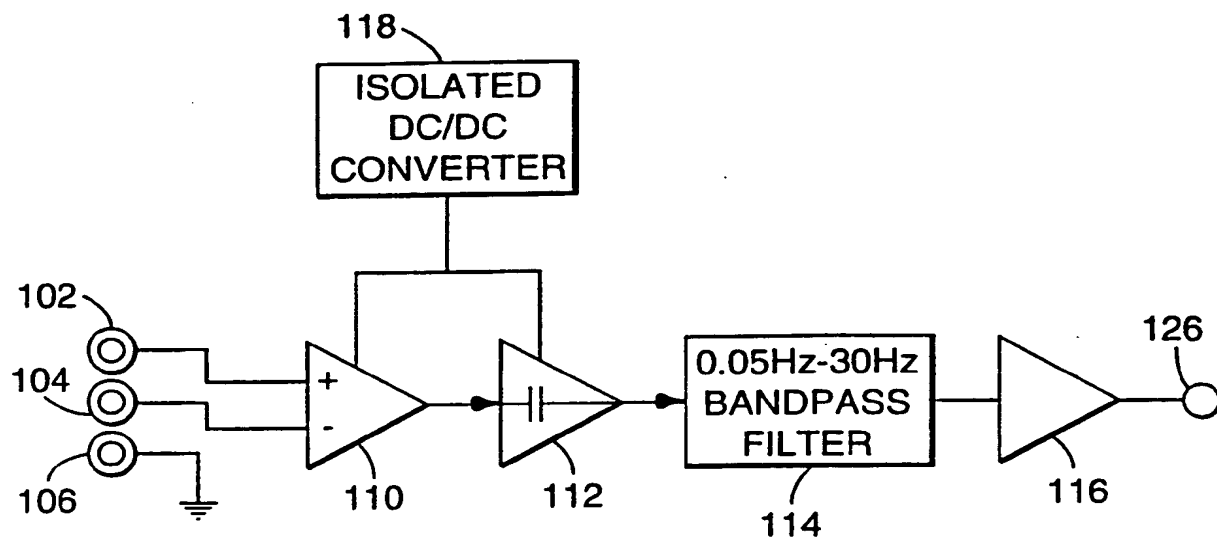 118
ISOLATED
DC/DC
CONVERTER
102
104
106
+
-
110
112
0.05Hz-30Hz
BANDPASS
FILTER
114
116
126